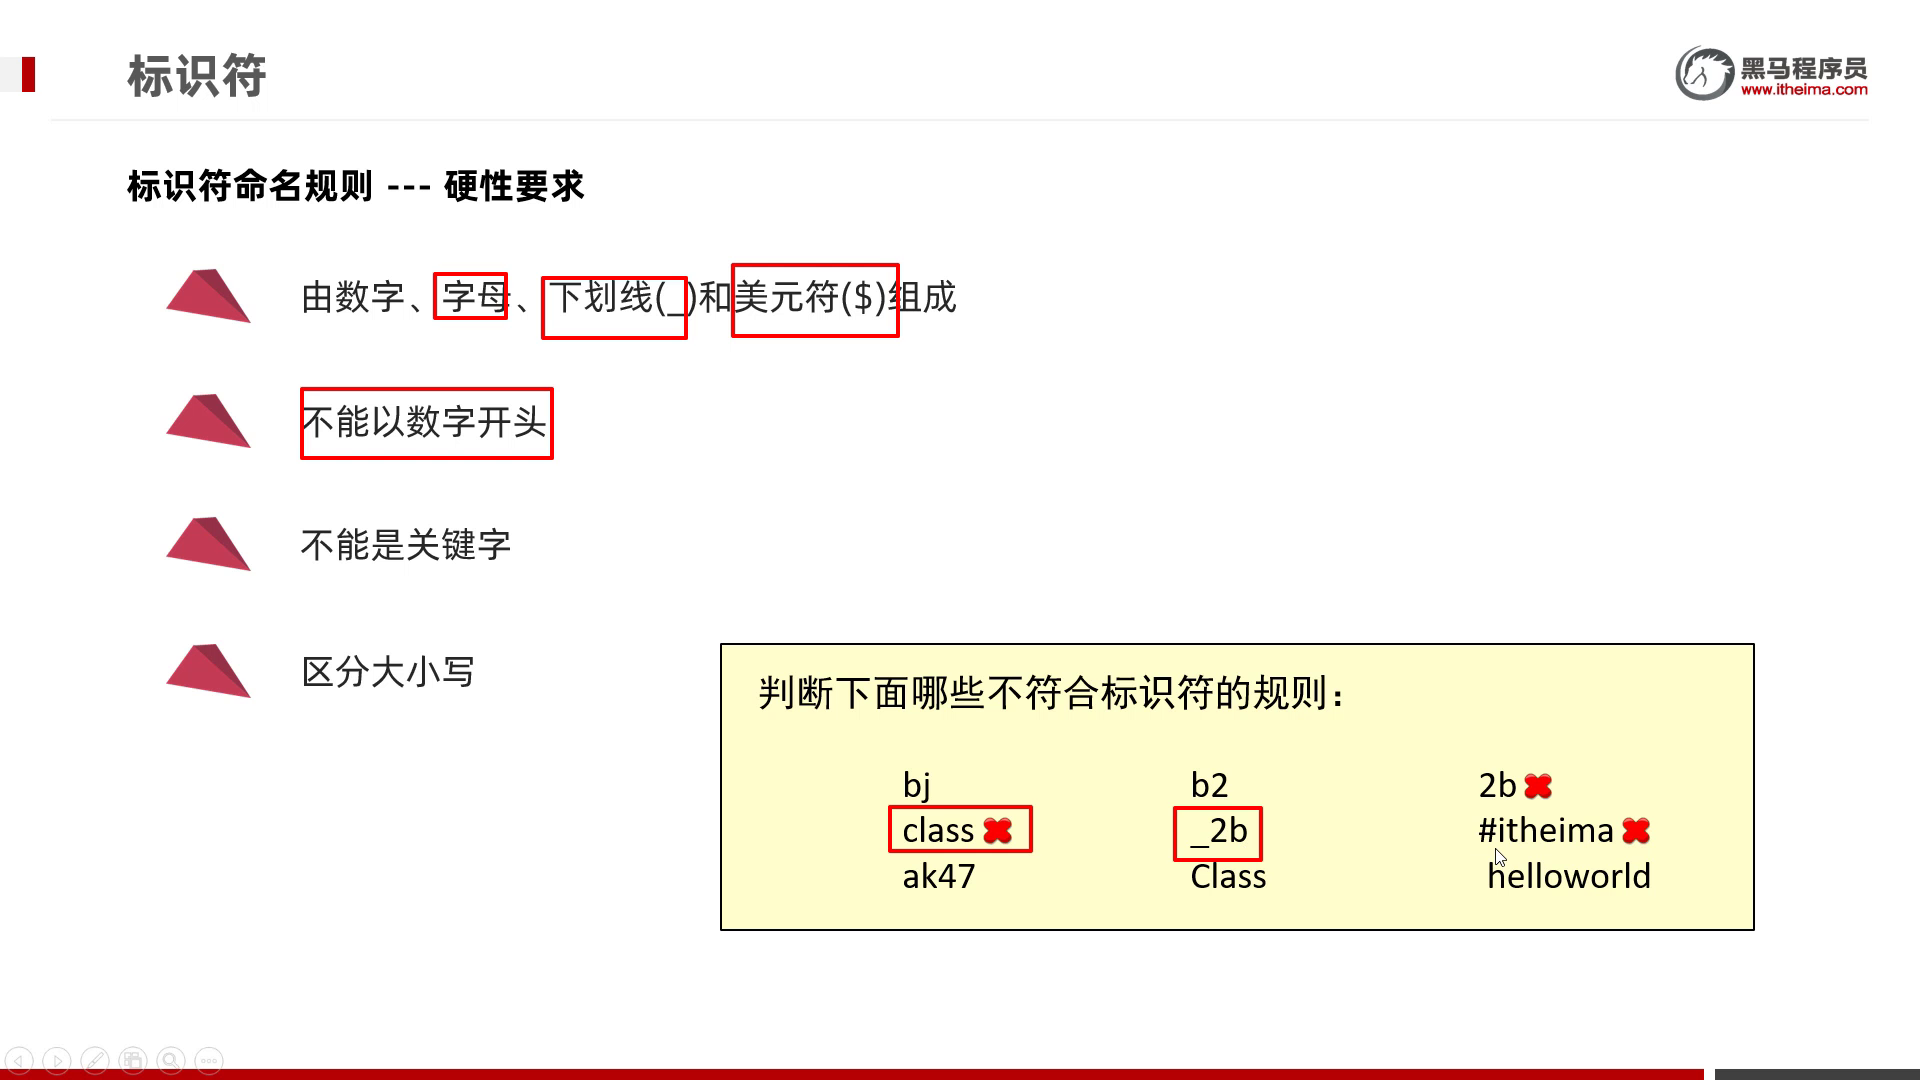 标识符
黑马程序员
www.itheima.com
标识符命名规则 --- 硬性要求
由数字、字母、下划线(_)和美元符($)组成
不能以数字开头
不能是关键字
区分大小写
判断下面哪些不符合标识符的规则：
bj b2 2b
class _2b #itheima
ak47 Class helloworld